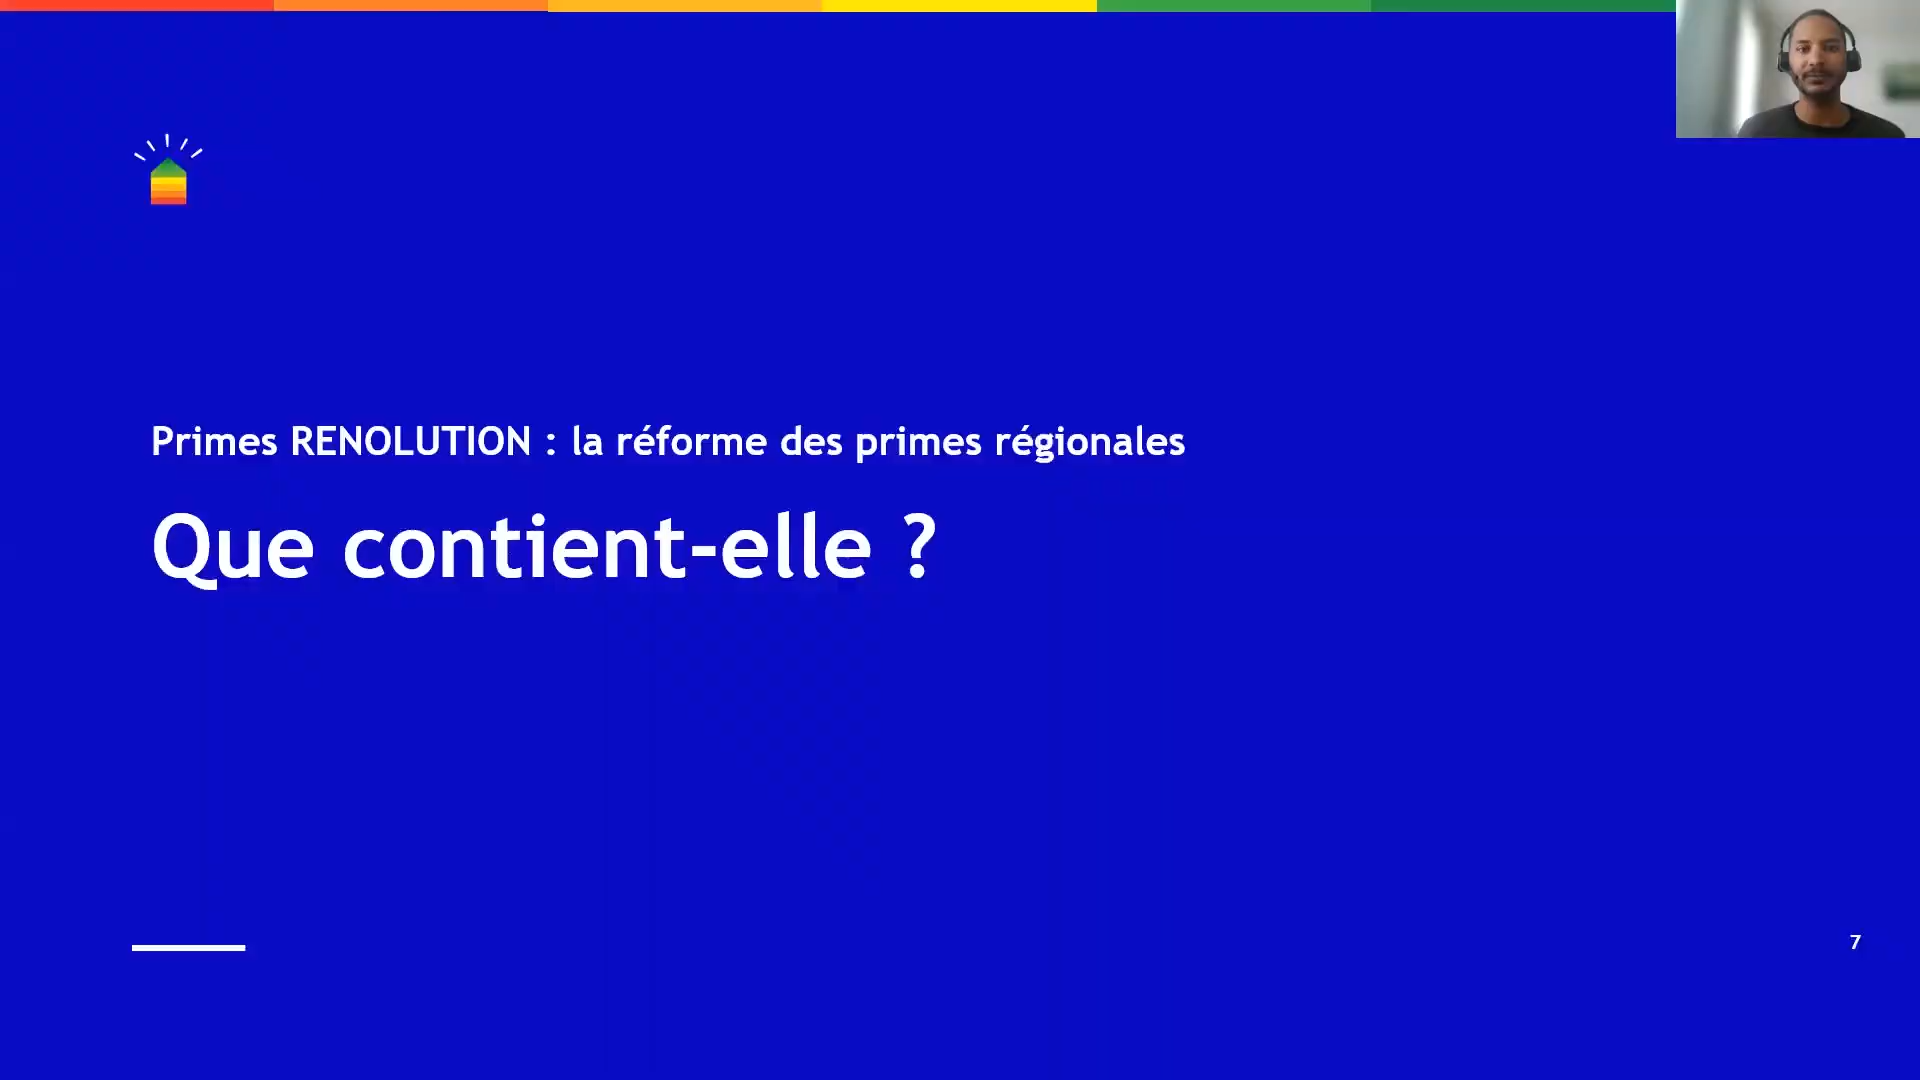 Primes RENOLUTION : la réforme des primes régionales
Que contient-elle ?
7